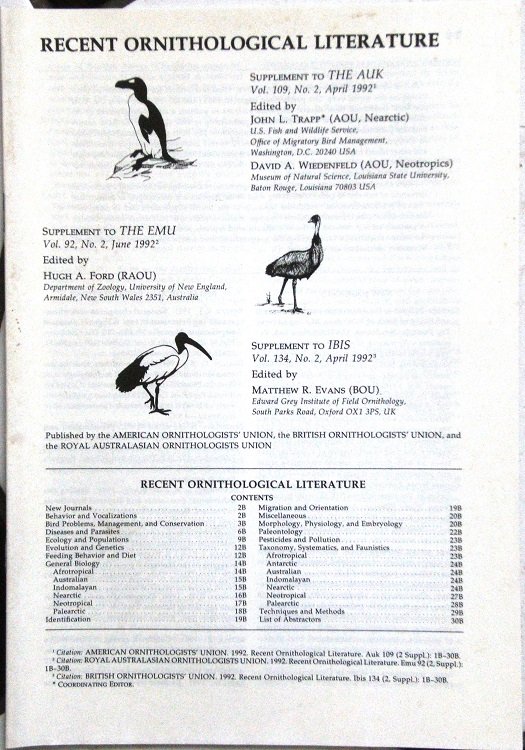 RECENT ORNITHOLOGICAL LITERATURE
SUPPLEMENT TO THE AUK
Vol. 109, No. 2, April 1992¹
Edited by
JOHN L. TRAPP* (AOU, Nearctic)
U.S. Fish and Wildlife Service,
Office of Migratory Bird Management,
Washington, D.C. 20240 USA
DAVID A. WIEDENFELD (AOU, Neotropics)
Museum of Natural Science, Louisiana State University,
Baton Rouge, Louisiana 70803 USA
SUPPLEMENT TO THE EMU
Vol. 92, No. 2, June 1992²
Edited by
HUGH A. FORD (RAOU)
Department of Zoology, University of New England,
Armidale, New South Wales 2351, Australia
SUPPLEMENT TO IBIS
Vol. 134, No. 2, April 1992³
Edited by
MATTHEW R. EVANS (BOU)
Edward Grey Institute of Field Ornithology,
South Parks Road, Oxford OX1 3PS, UK
Published by the AMERICAN ORNITHOLOGISTS' UNION, the BRITISH ORNITHOLOGISTS' UNION, and
the ROYAL AUSTRALASIAN ORNITHOLOGISTS UNION
RECENT ORNITHOLOGICAL LITERATURE
CONTENTS
New Journals 2B
Behavior and Vocalizations 2B
Bird Problems, Management, and Conservation 3B
Diseases and Parasites 6B
Ecology and Populations 9B
Evolution and Genetics 12B
Feeding Behavior and Diet 12B
General Biology 14B
Afrotropical 14B
Australian 15B
Indomalayan 15B
Nearctic 16B
Neotropical 17B
Palearctic 18B
Identification 19B
Migration and Orientation 19B
Miscellaneous 20B
Morphology, Physiology, and Embryology 20B
Paleontology 22B
Pesticides and Pollution 23B
Taxonomy, Systematics, and Faunistics 23B
Afrotropical 23B
Antarctic 24B
Australian 24B
Indomalayan 24B
Nearctic 24B
Neotropical 27B
Palearctic 28B
Techniques and Methods 29B
List of Abstractors 30B
¹ Citation: AMERICAN ORNITHOLOGISTS' UNION. 1992. Recent Ornithological Literature. Auk 109 (2 Suppl.): 1B–30B.
² Citation: ROYAL AUSTRALASIAN ORNITHOLOGISTS UNION. 1992. Recent Ornithological Literature. Emu 92 (2, Suppl.):
1B–30B.
³ Citation: BRITISH ORNITHOLOGISTS' UNION. 1992. Recent Ornithological Literature. Ibis 134 (2, Suppl.): 1B–30B.
* COORDINATING EDITOR.